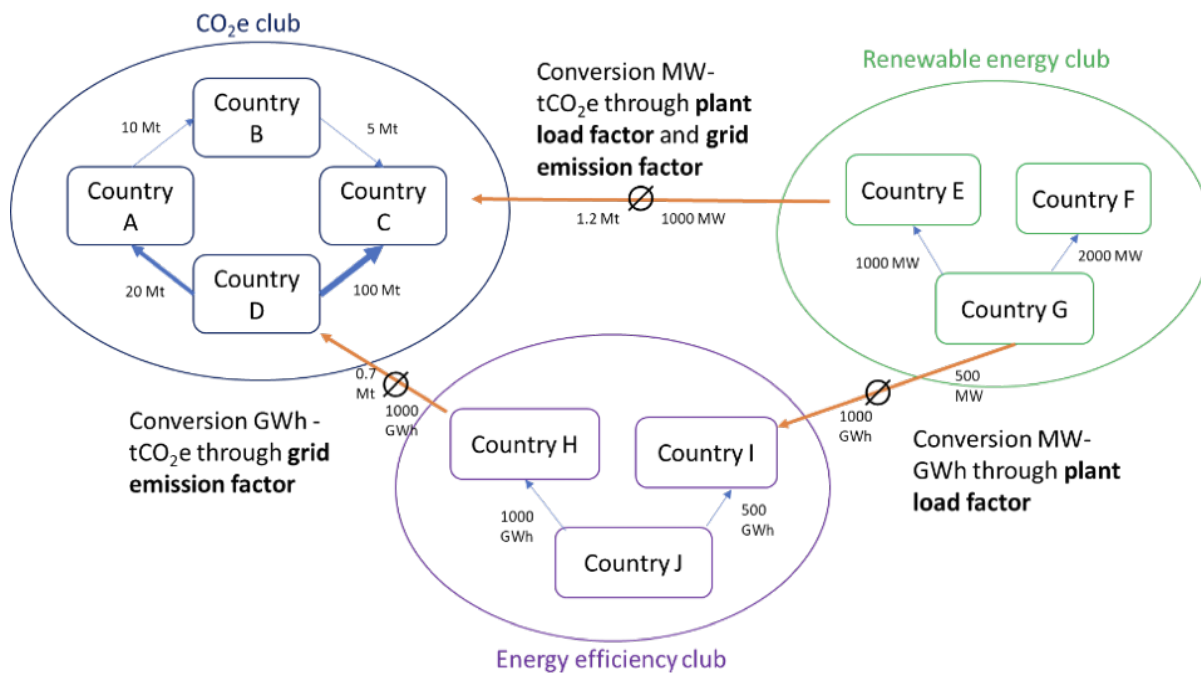 CO₂e club
Renewable energy club
Conversion MW-
tCO₂e through plant
load factor and grid
emission factor
Country
B
10 Mt
5 Mt
Country
A
Country
C
Country E
Country F
1.2 Mt
1000 MW
20 Mt
100 Mt
Country
D
1000 MW
2000 MW
Country G
0.7
Mt
1000
GWh
500
MW
1000
GWh
Conversion GWh -
tCO₂e through grid
emission factor
Country H
Country I
Conversion MW-
GWh through plant
load factor
1000
GWh
500
GWh
Country J
Energy efficiency club